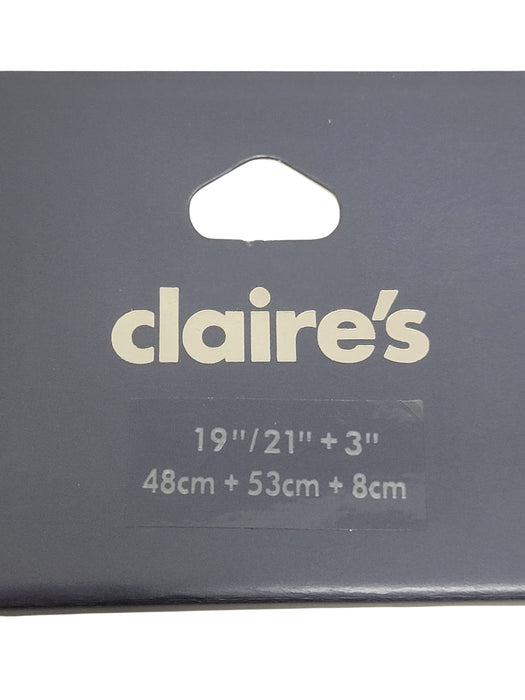 claire's
19"/21" + 3"
48cm + 53cm + 8cm